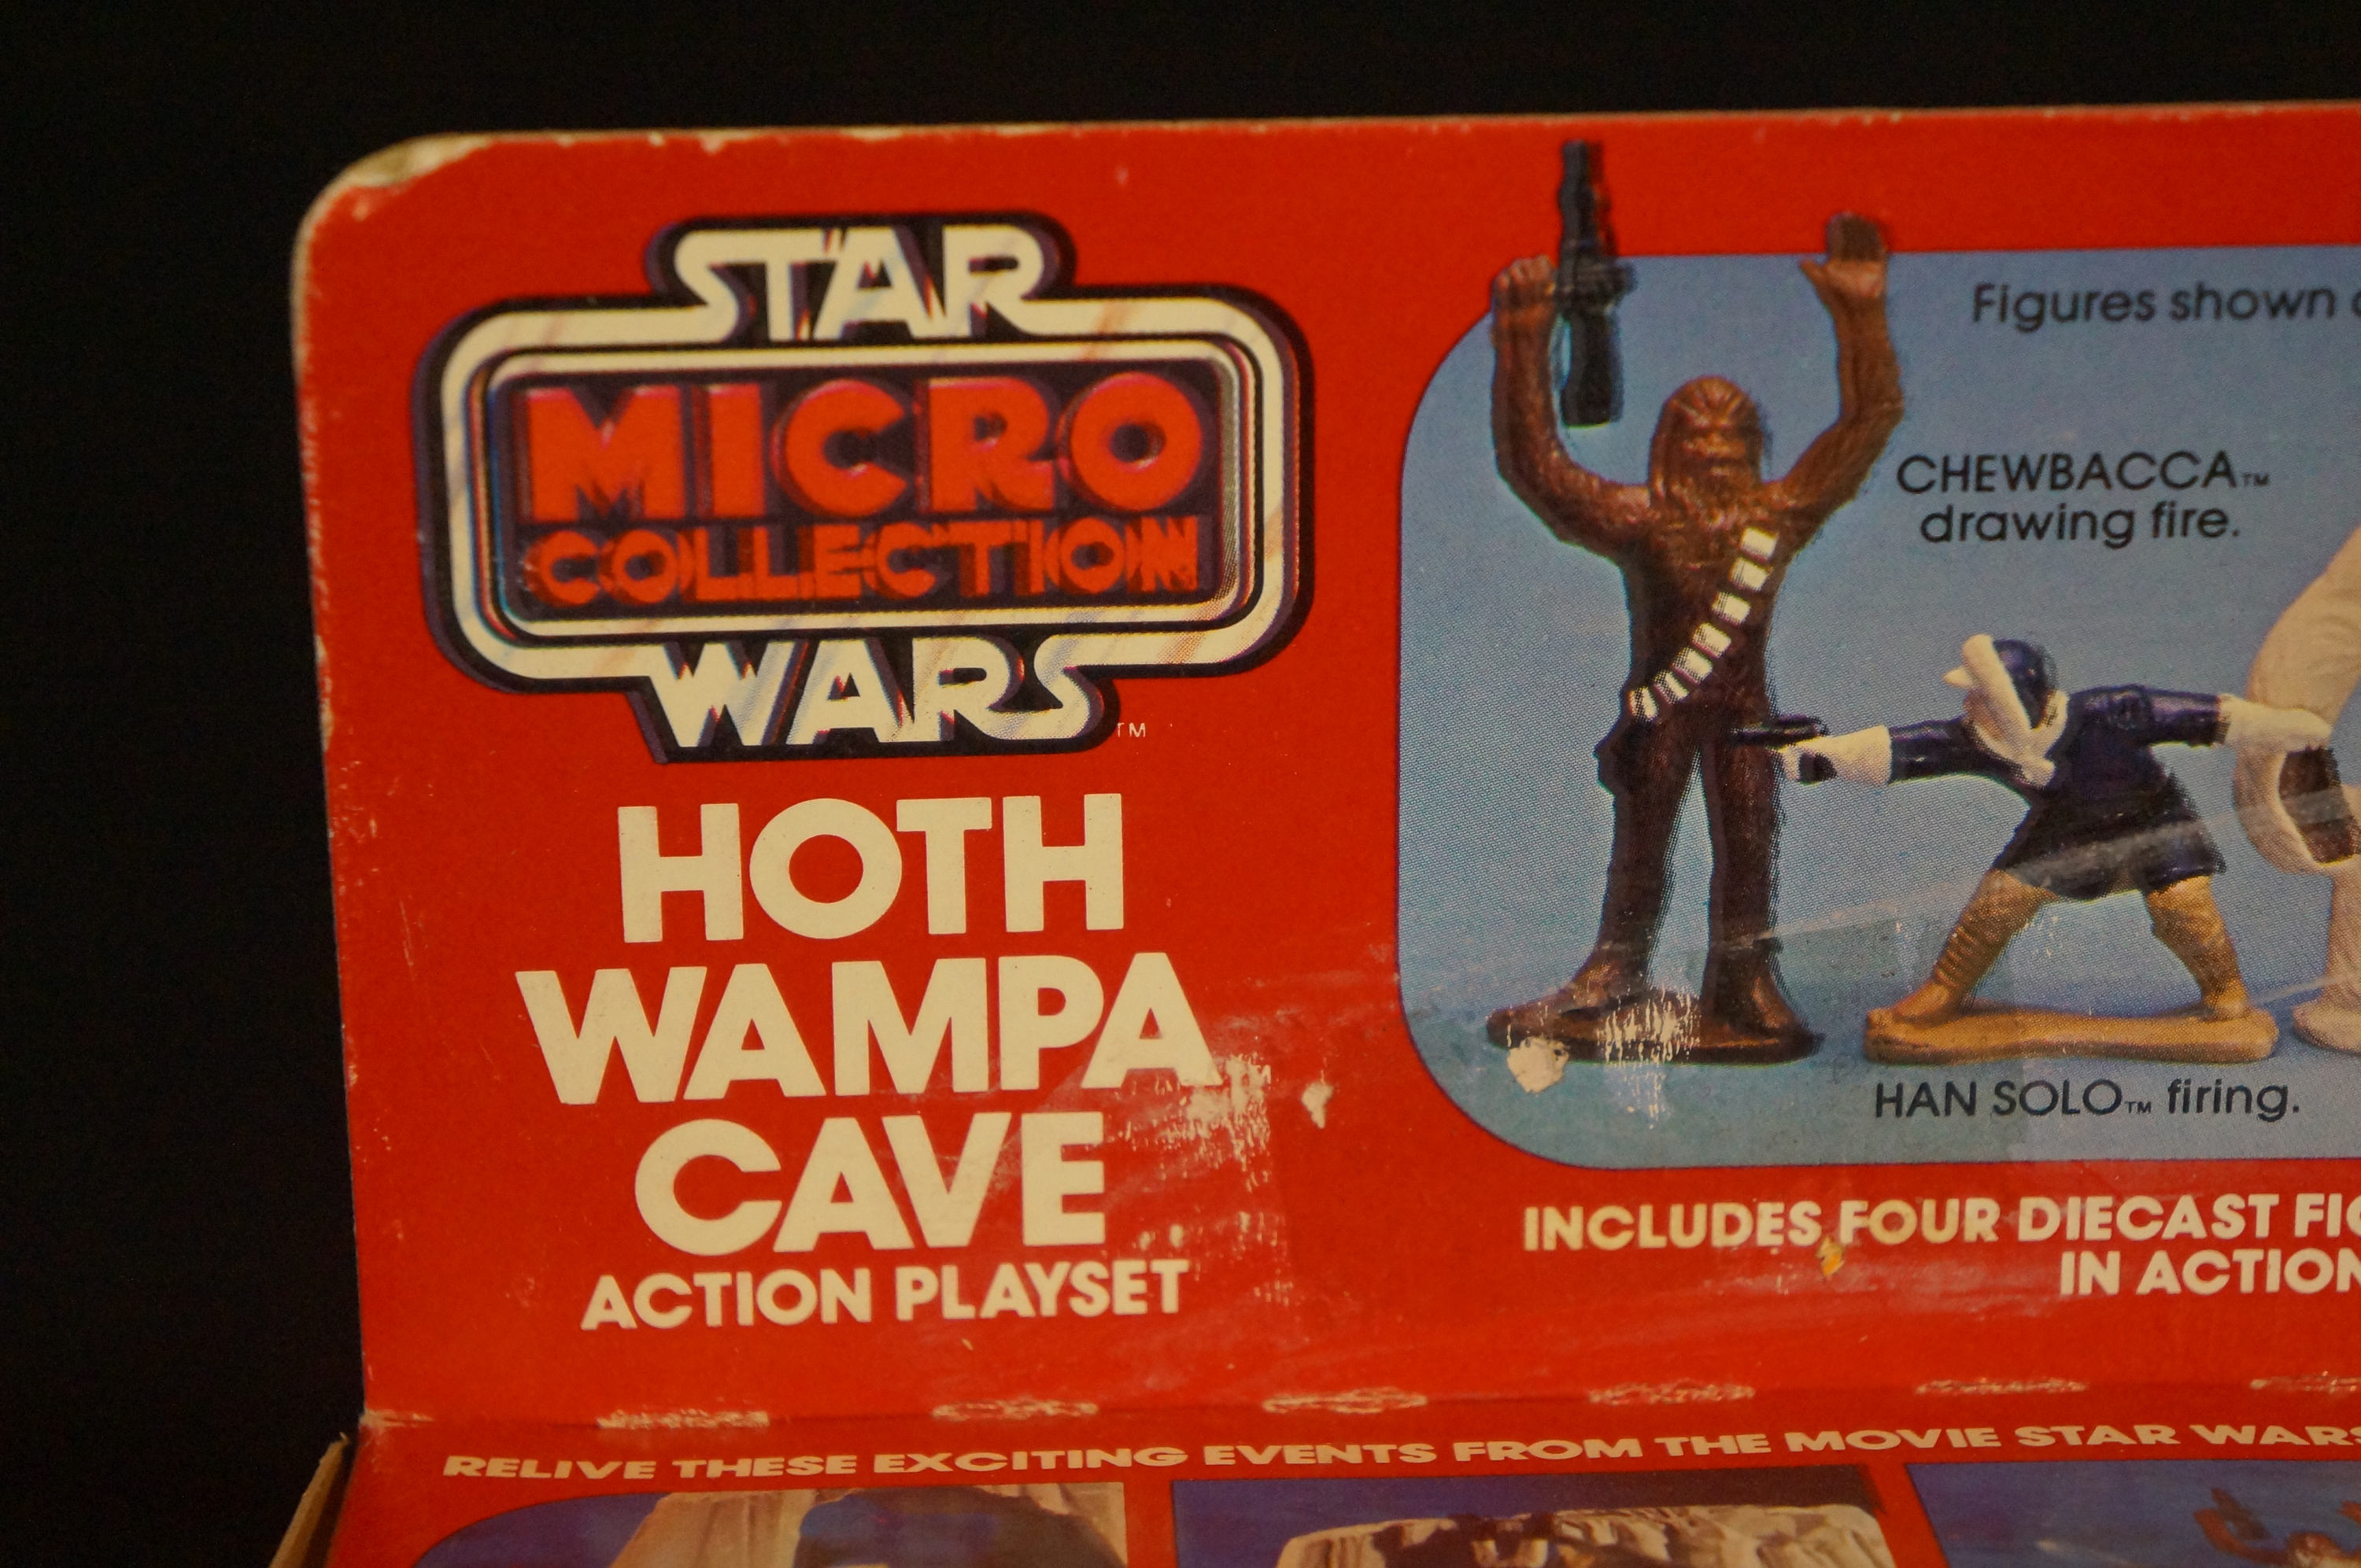 STAR
MICRO
COLLECTION
WARS
TM
HOTH
WAMPA
CAVE
ACTION PLAYSET
Figures shown
CHEWBACCA™
drawing fire.
HAN SOLO™ firing.
INCLUDES FOUR DIECAST
IN ACTION
RELIVE THESE EXCITING EVENTS FROM THE MOVIE STAR WARS